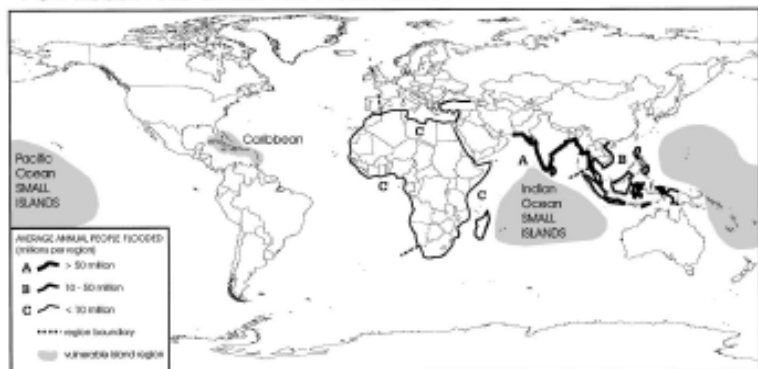 Caribbean
C
Pacific
Ocean
SMALL
ISLANDS
A
B
C
C
Indian
Ocean
SMALL
ISLANDS
AVERAGE ANNUAL PEOPLE FLOODED
(millions per region)
A > 50 million
B 10 - 50 million
C < 10 million
region boundary
vulnerable island region